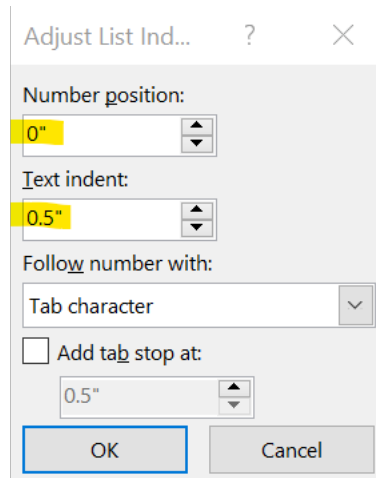 Adjust List Ind... ?
Number position:
0"
Text indent:
0.5"
Follow number with:
Tab character
Add tab stop at:
0.5"
OK Cancel